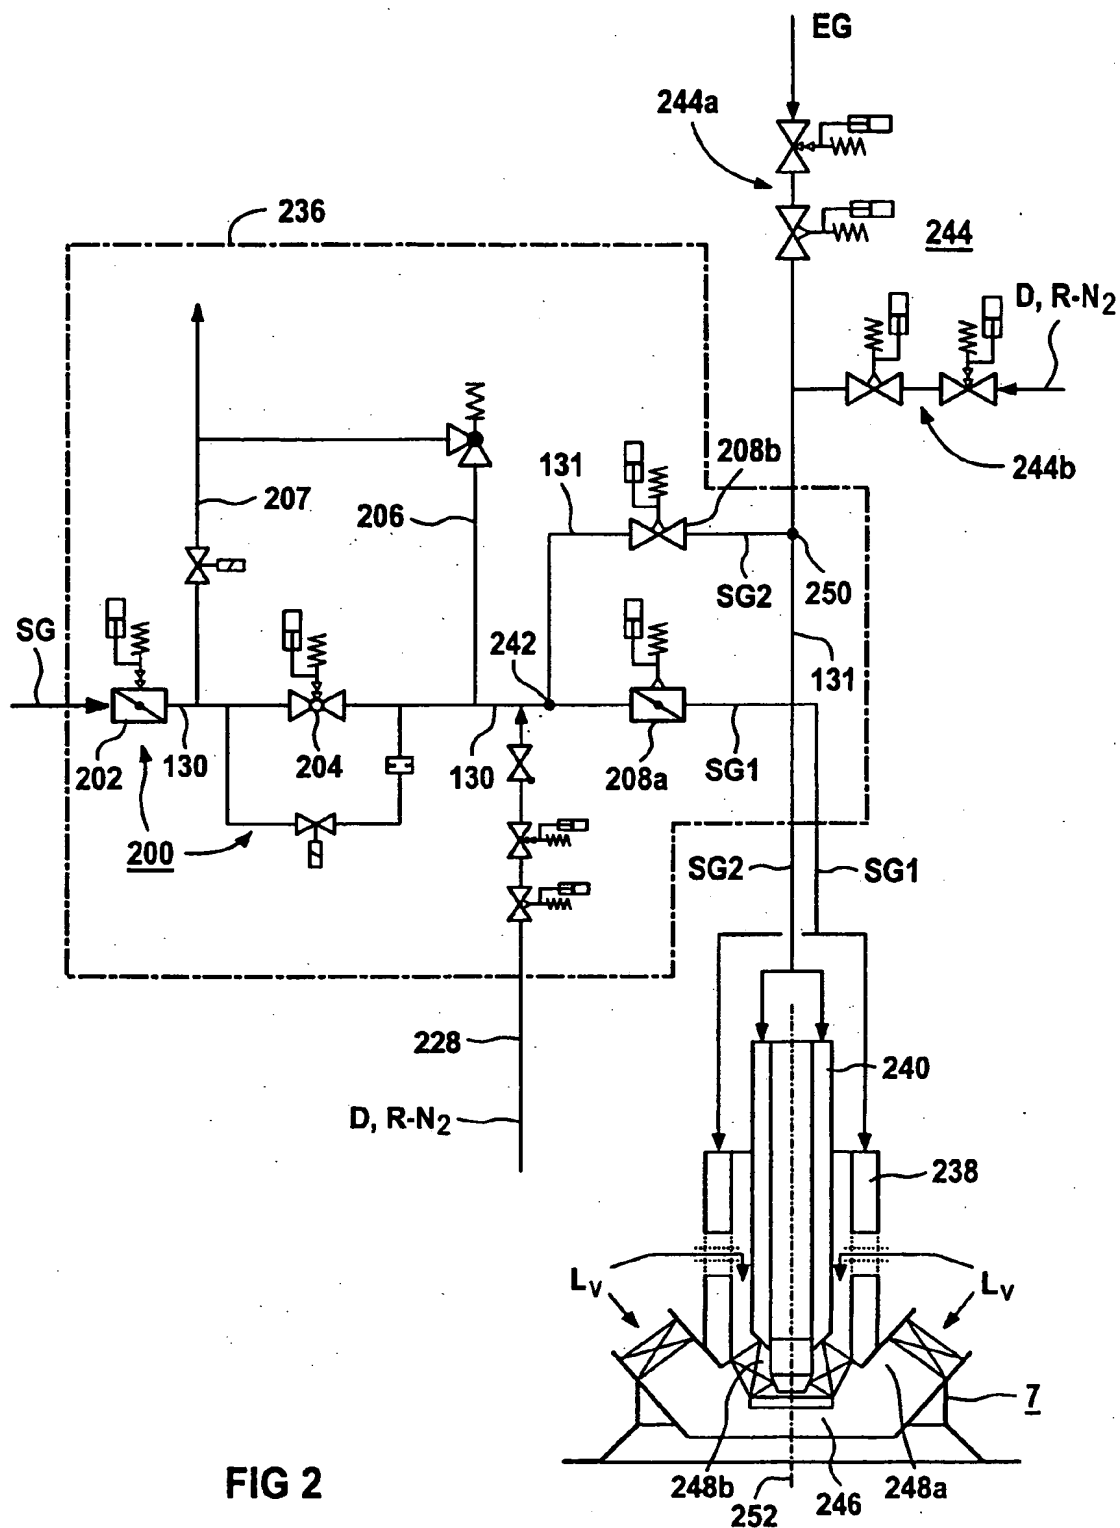 EG
244a
236
244
D, R-N2
208b
131
244b
207
206
SG2
250
SG
242
131
202
130
204
130
208a
SG1
200
SG2
SG1
228
240
D, R-N2
238
LV
LV
7
248b
246
248a
252
FIG 2